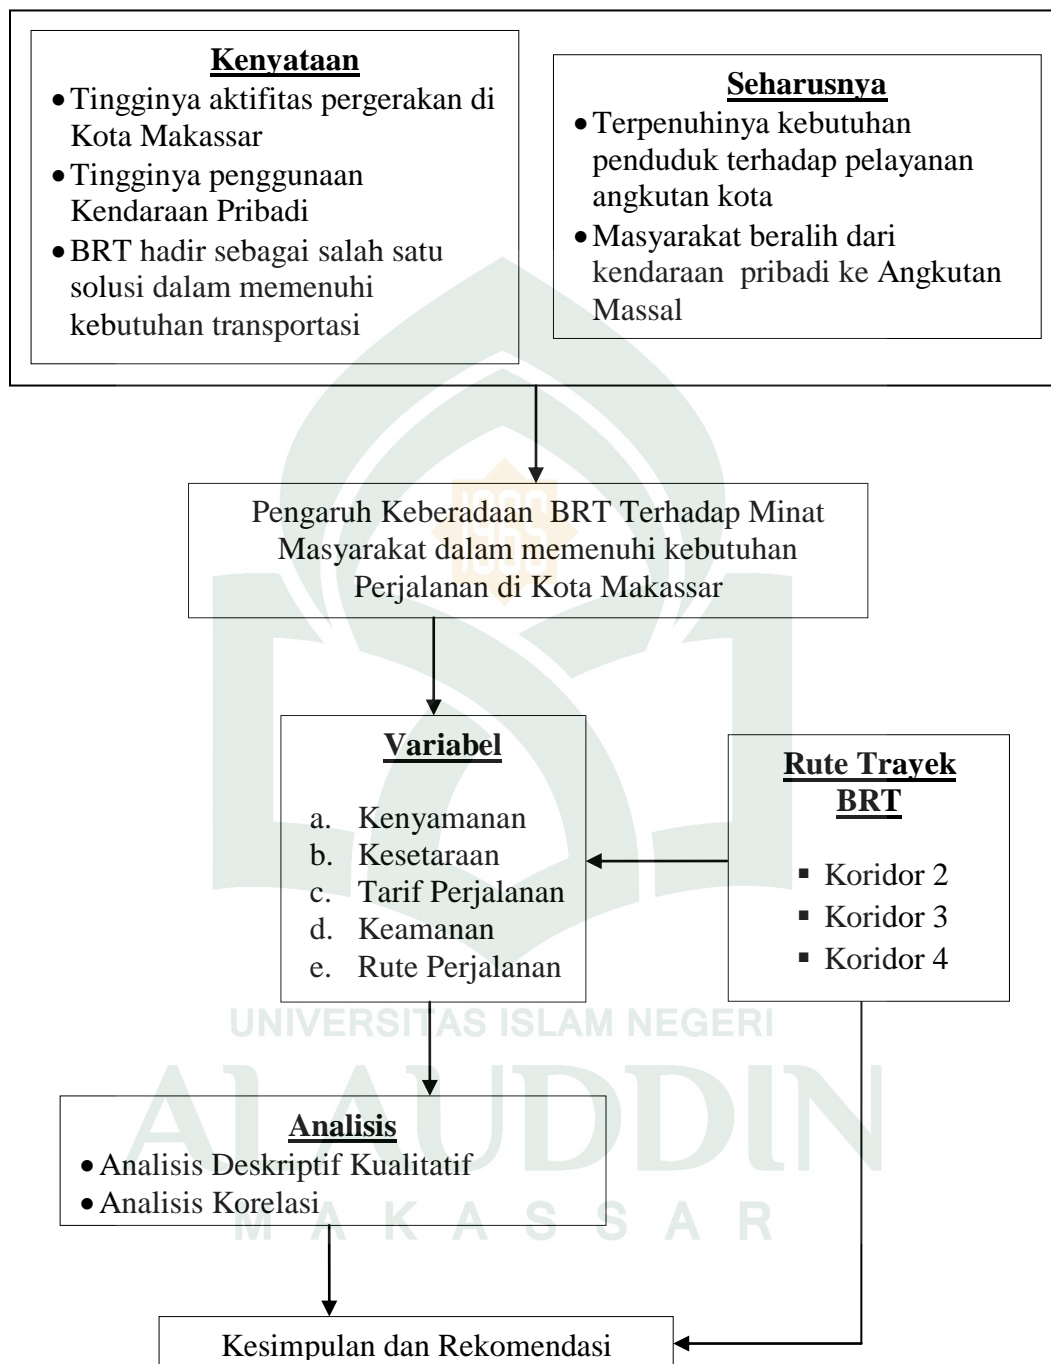 Kenyataan
• Tingginya aktifitas pergerakan di
Kota Makassar
• Tingginya penggunaan
Kendaraan Pribadi
• BRT hadir sebagai salah satu
solusi dalam memenuhi
kebutuhan transportasi
Seharusnya
• Terpenuhinya kebutuhan
penduduk terhadap pelayanan
angkutan kota
• Masyarakat beralih dari
kendaraan pribadi ke Angkutan
Massal
1965
Pengaruh Keberadaan BRT Terhadap Minat
Masyarakat dalam memenuhi kebutuhan
Perjalanan di Kota Makassar
Variabel
a. Kenyamanan
b. Kesetaraan
c. Tarif Perjalanan
d. Keamanan
e. Rute Perjalanan
Rute Trayek
BRT
▪ Koridor 2
▪ Koridor 3
▪ Koridor 4
UNIVERSITAS ISLAM NEGERI
ALAUDDIN
MAKASSAR
Analisis
• Analisis Deskriptif Kualitatif
• Analisis Korelasi
Kesimpulan dan Rekomendasi